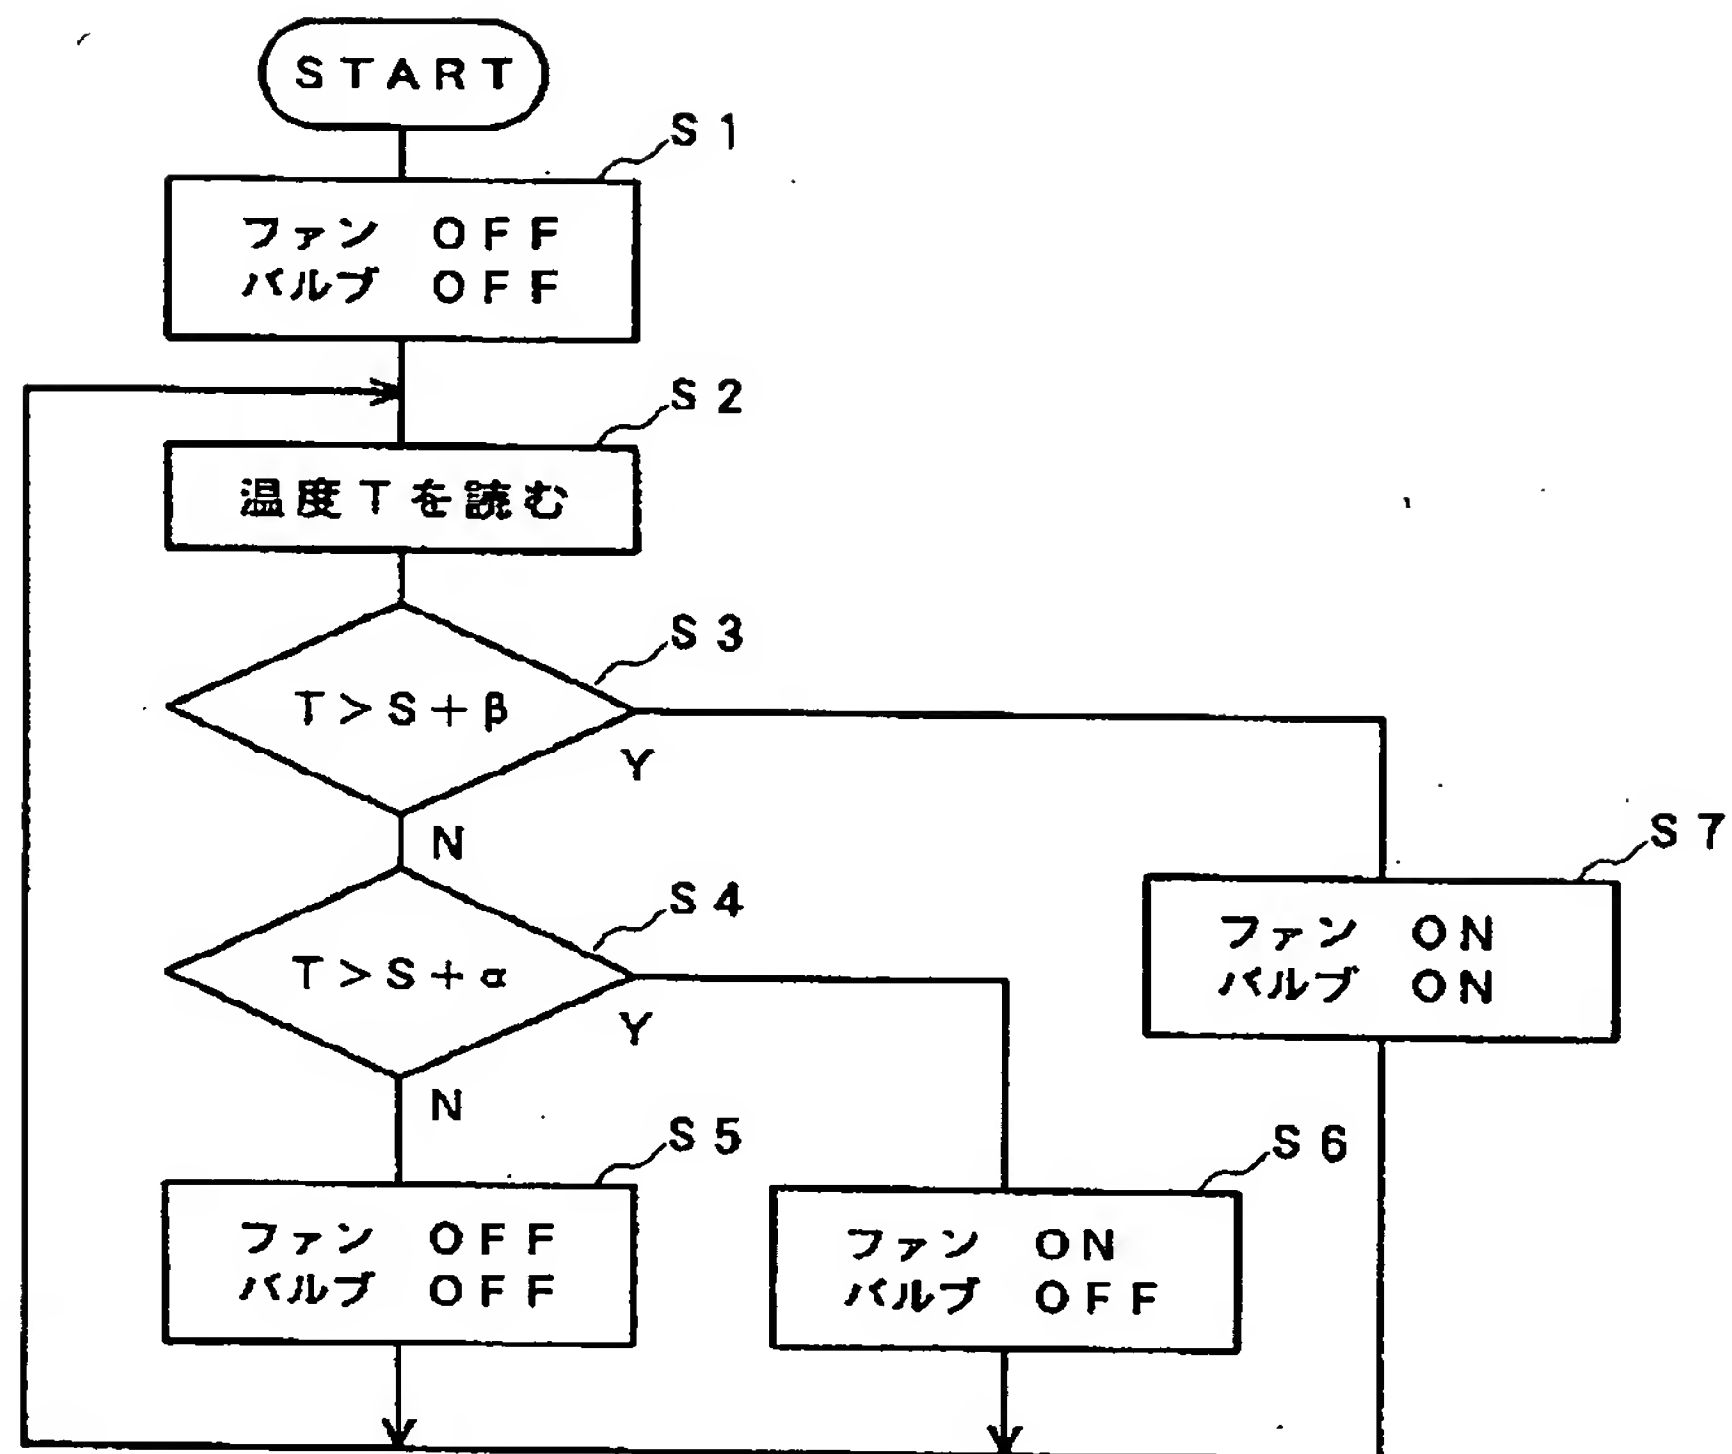 START
S1
ファン OFF
バルブ OFF
S2
温度Tを読む
S3
T>S+β
Y
N
S4
T>S+α
Y
N
S7
ファン ON
バルブ ON
S5
ファン OFF
バルブ OFF
S6
ファン ON
バルブ OFF